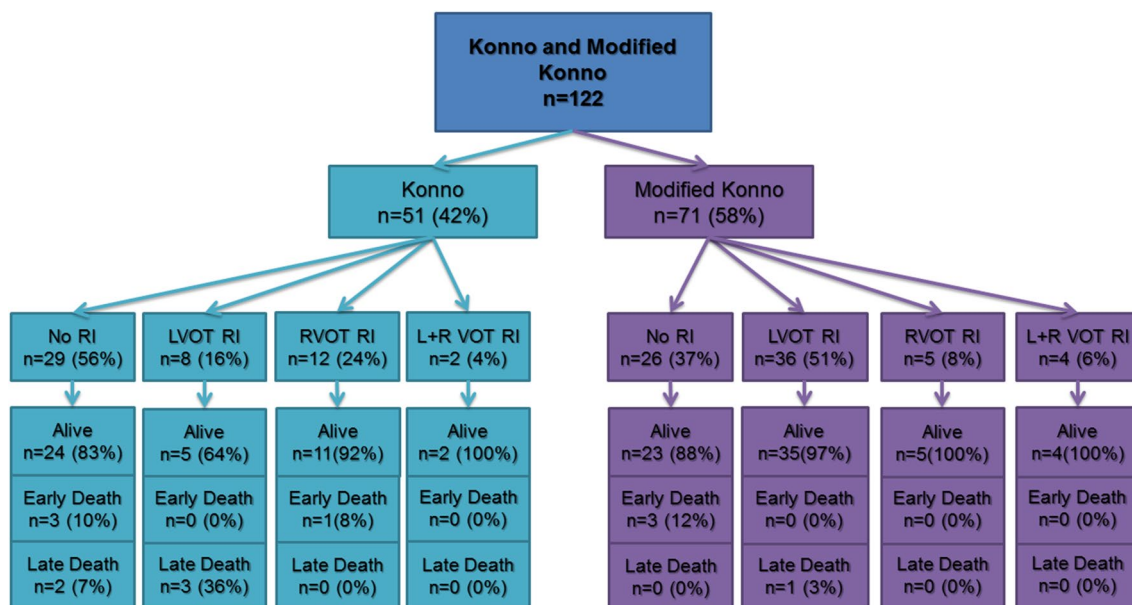 Konno and Modified
Konno
n=122
Konno
n=51 (42%)
Modified Konno
n=71 (58%)
No RI
n=29 (56%)
LVOT RI
n=8 (16%)
RVOT RI
n=12 (24%)
L+R VOT RI
n=2 (4%)
No RI
n=26 (37%)
LVOT RI
n=36 (51%)
RVOT RI
n=5 (8%)
L+R VOT RI
n=4 (6%)
Alive
n=24 (83%)
Alive
n=5 (64%)
Alive
n=11(92%)
Alive
n=2 (100%)
Alive
n=23 (88%)
Alive
n=35(97%)
Alive
n=5(100%)
Alive
n=4(100%)
Early Death
n=3 (10%)
Early Death
n=0 (0%)
Early Death
n=1(8%)
Early Death
n=0 (0%)
Early Death
n=3 (12%)
Early Death
n=0 (0%)
Early Death
n=0 (0%)
Early Death
n=0 (0%)
Late Death
n=2 (7%)
Late Death
n=3 (36%)
Late Death
n=0 (0%)
Late Death
n=0 (0%)
Late Death
n=0 (0%)
Late Death
n=1 (3%)
Late Death
n=0 (0%)
Late Death
n=0 (0%)